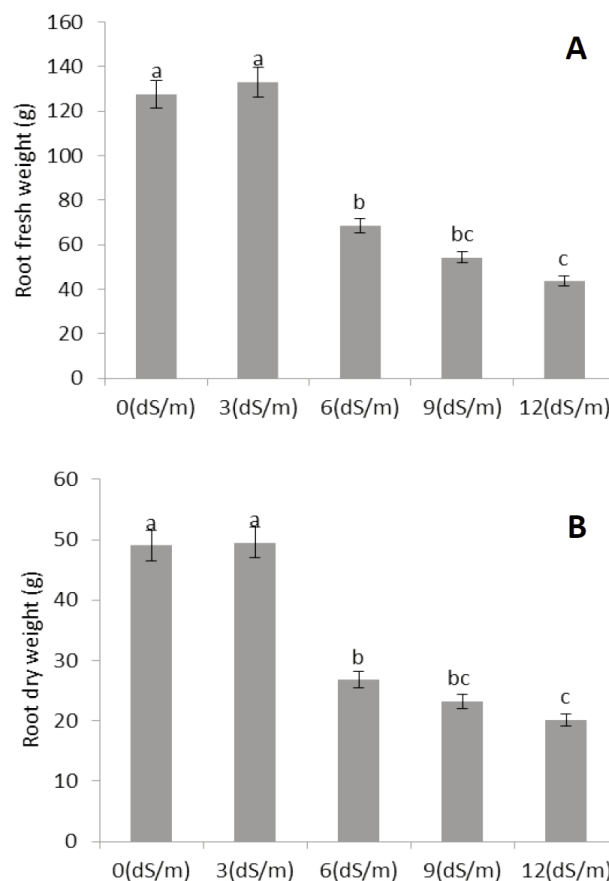 A
Root fresh weight (g)
160
140
120
100
80
60
40
20
0
a
a
b
bc
c
0(dS/m) 3(dS/m) 6(dS/m) 9(dS/m) 12(dS/m)
B
Root dry weight (g)
60
50
40
30
20
10
0
a
a
b
bc
c
0(dS/m) 3(dS/m) 6(dS/m) 9(dS/m) 12(dS/m)